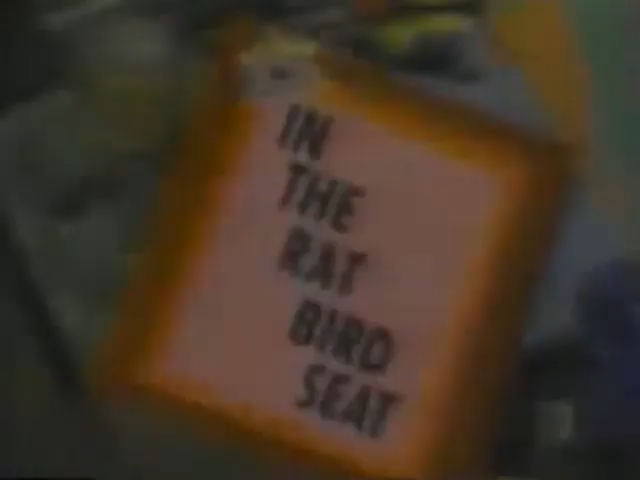 IN
THE
RAT
BIRD
SEAT